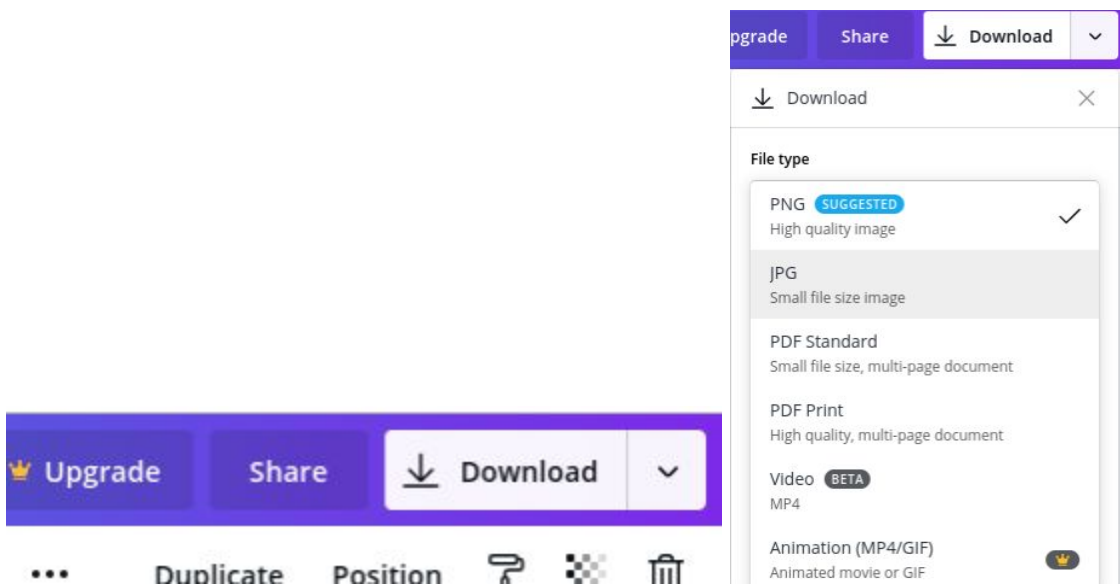 Upgrade Share Download
... Duplicate Position
pgrade Share Download
Download
File type
PNG SUGGESTED
High quality image
JPG
Small file size image
PDF Standard
Small file size, multi-page document
PDF Print
High quality, multi-page document
Video BETA
MP4
Animation (MP4/GIF)
Animated movie or GIF